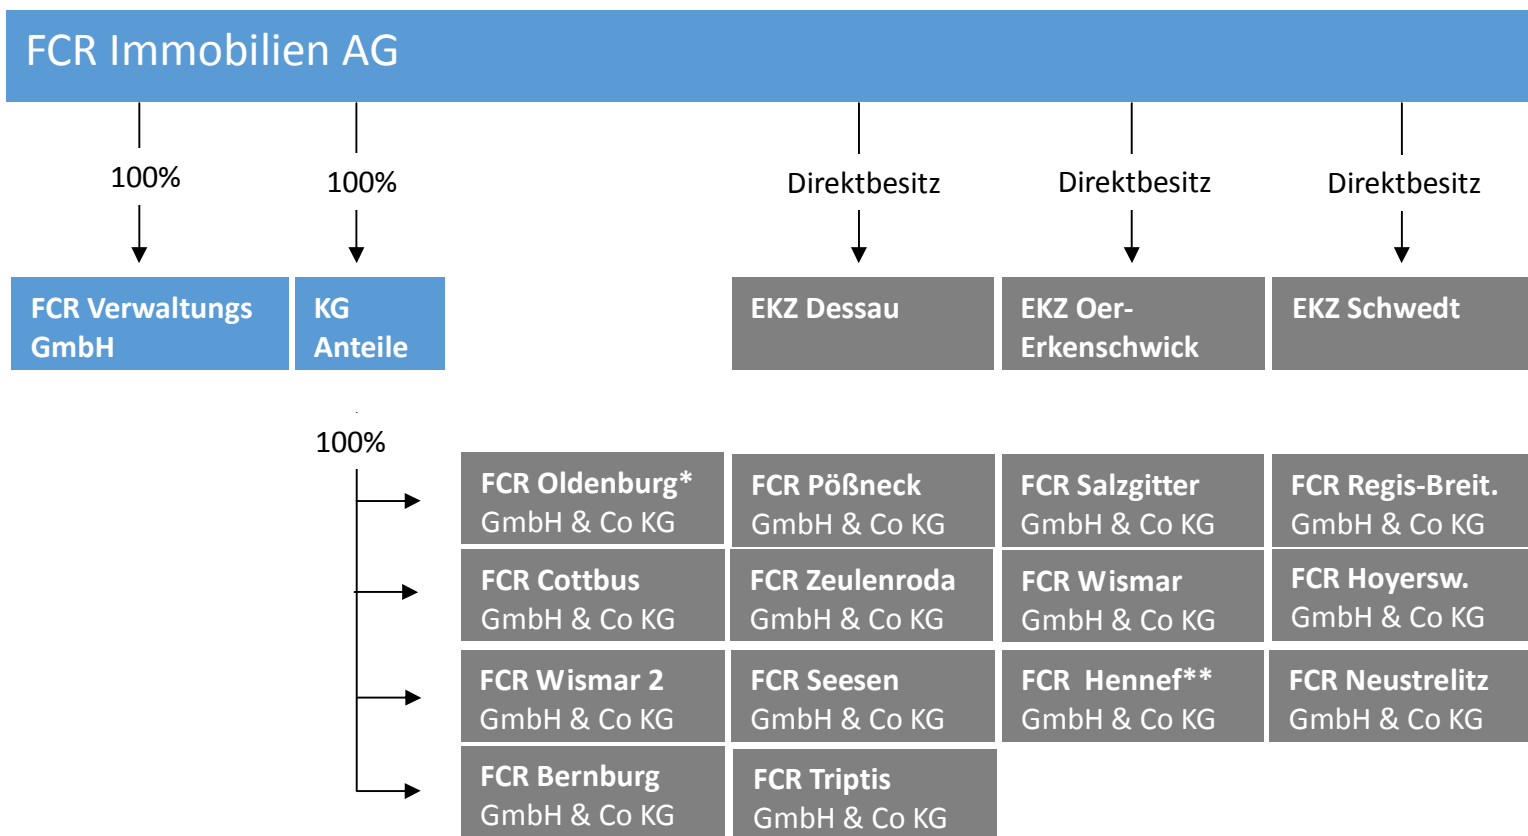 FCR Immobilien AG
100%
100%
Direktbesitz
Direktbesitz
Direktbesitz
FCR Verwaltungs
GmbH
KG
Anteile
EKZ Dessau
EKZ Oer-
Erkenschwick
EKZ Schwedt
100%
FCR Oldenburg*
GmbH & Co KG
FCR Pößneck
GmbH & Co KG
FCR Salzgitter
GmbH & Co KG
FCR Regis-Breit.
GmbH & Co KG
FCR Cottbus
GmbH & Co KG
FCR Zeulenroda
GmbH & Co KG
FCR Wismar
GmbH & Co KG
FCR Hoyersw.
GmbH & Co KG
FCR Wismar 2
GmbH & Co KG
FCR Seesen
GmbH & Co KG
FCR Hennef**
GmbH & Co KG
FCR Neustrelitz
GmbH & Co KG
FCR Bernburg
GmbH & Co KG
FCR Triptis
GmbH & Co KG